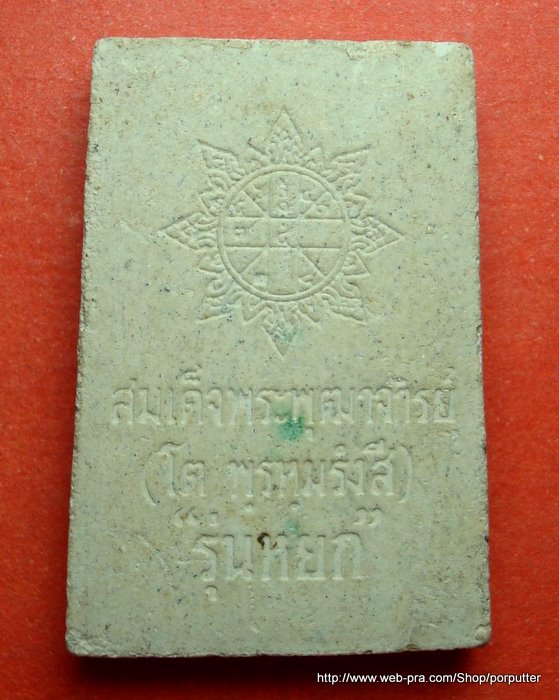 สมเด็จพระพุฒาจารย์
(โต พฺรหฺมรํสี)
“รุ่นหยก”
http://www.web-pra.com/Shop/porputter